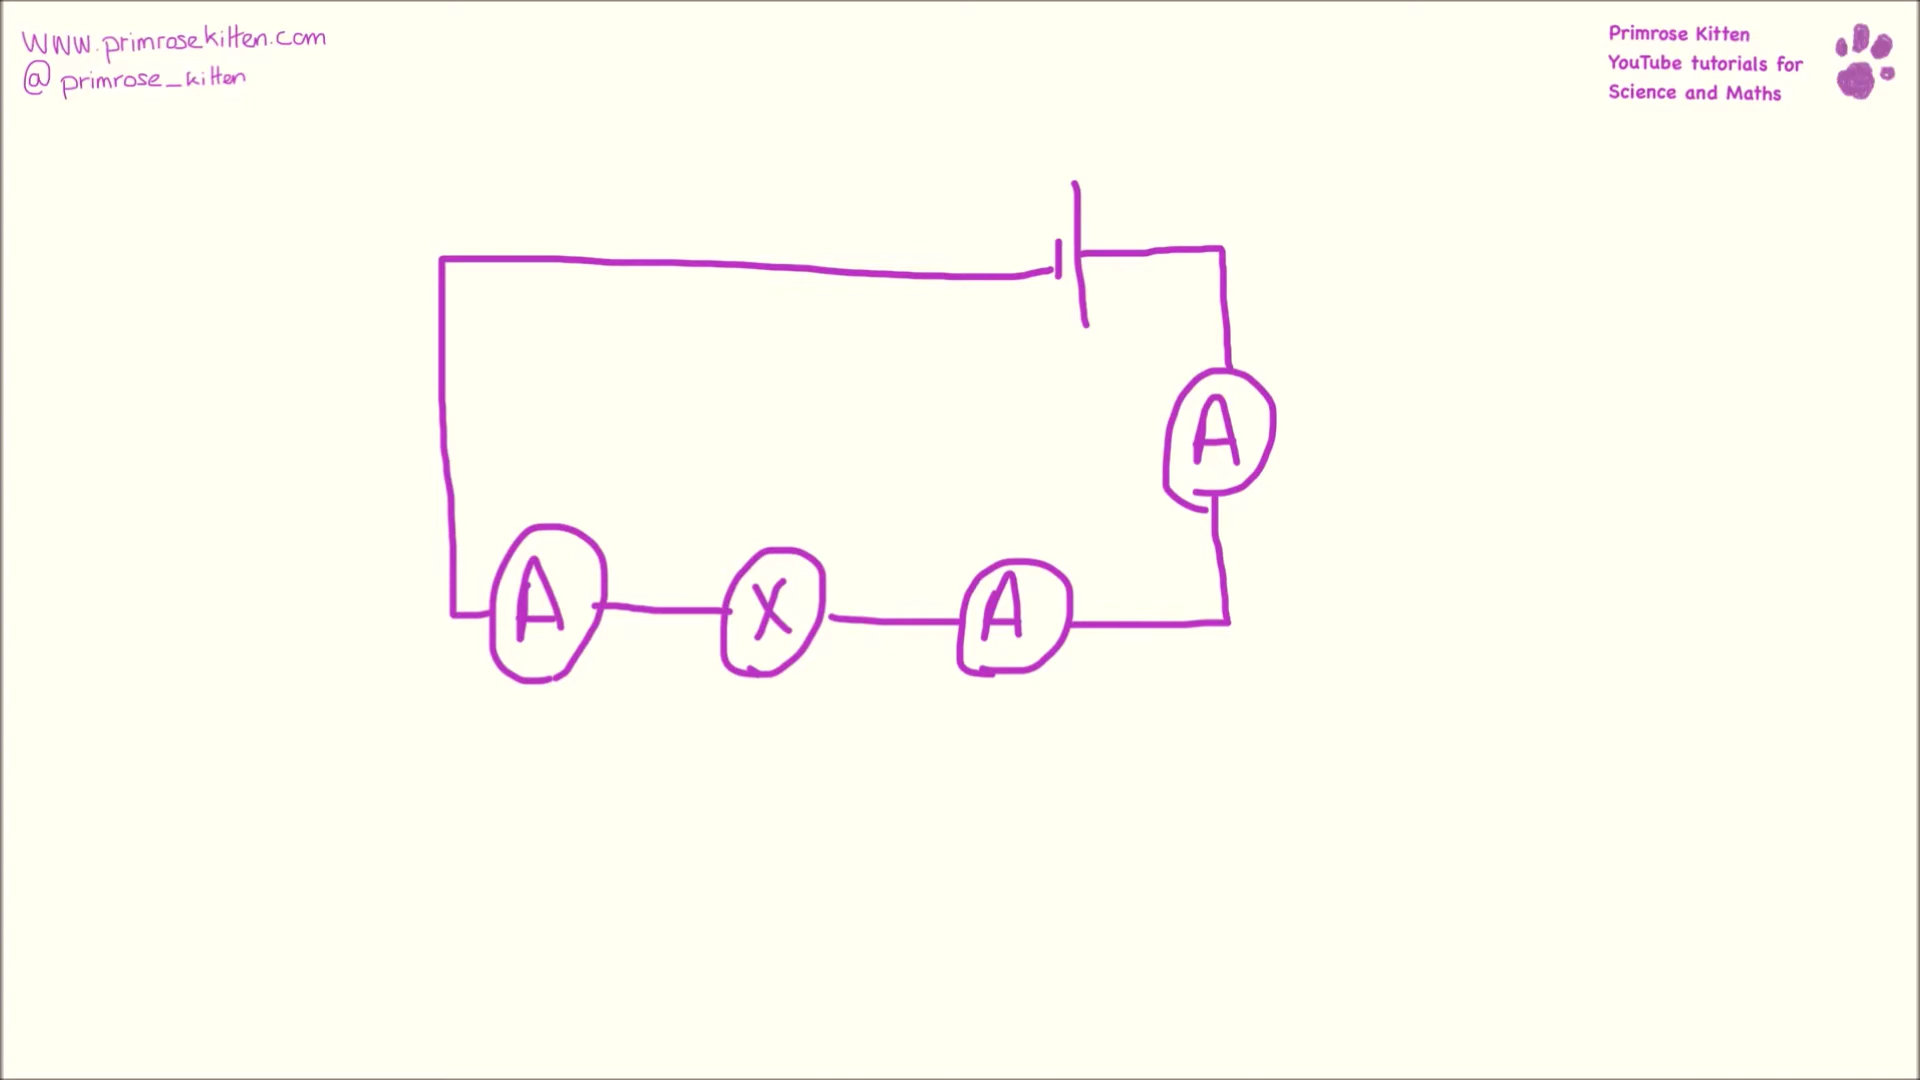 www.primrosekitten.com
@primrose_kitten
Primrose Kitten
YouTube tutorials for
Science and Maths
A
A
X
A